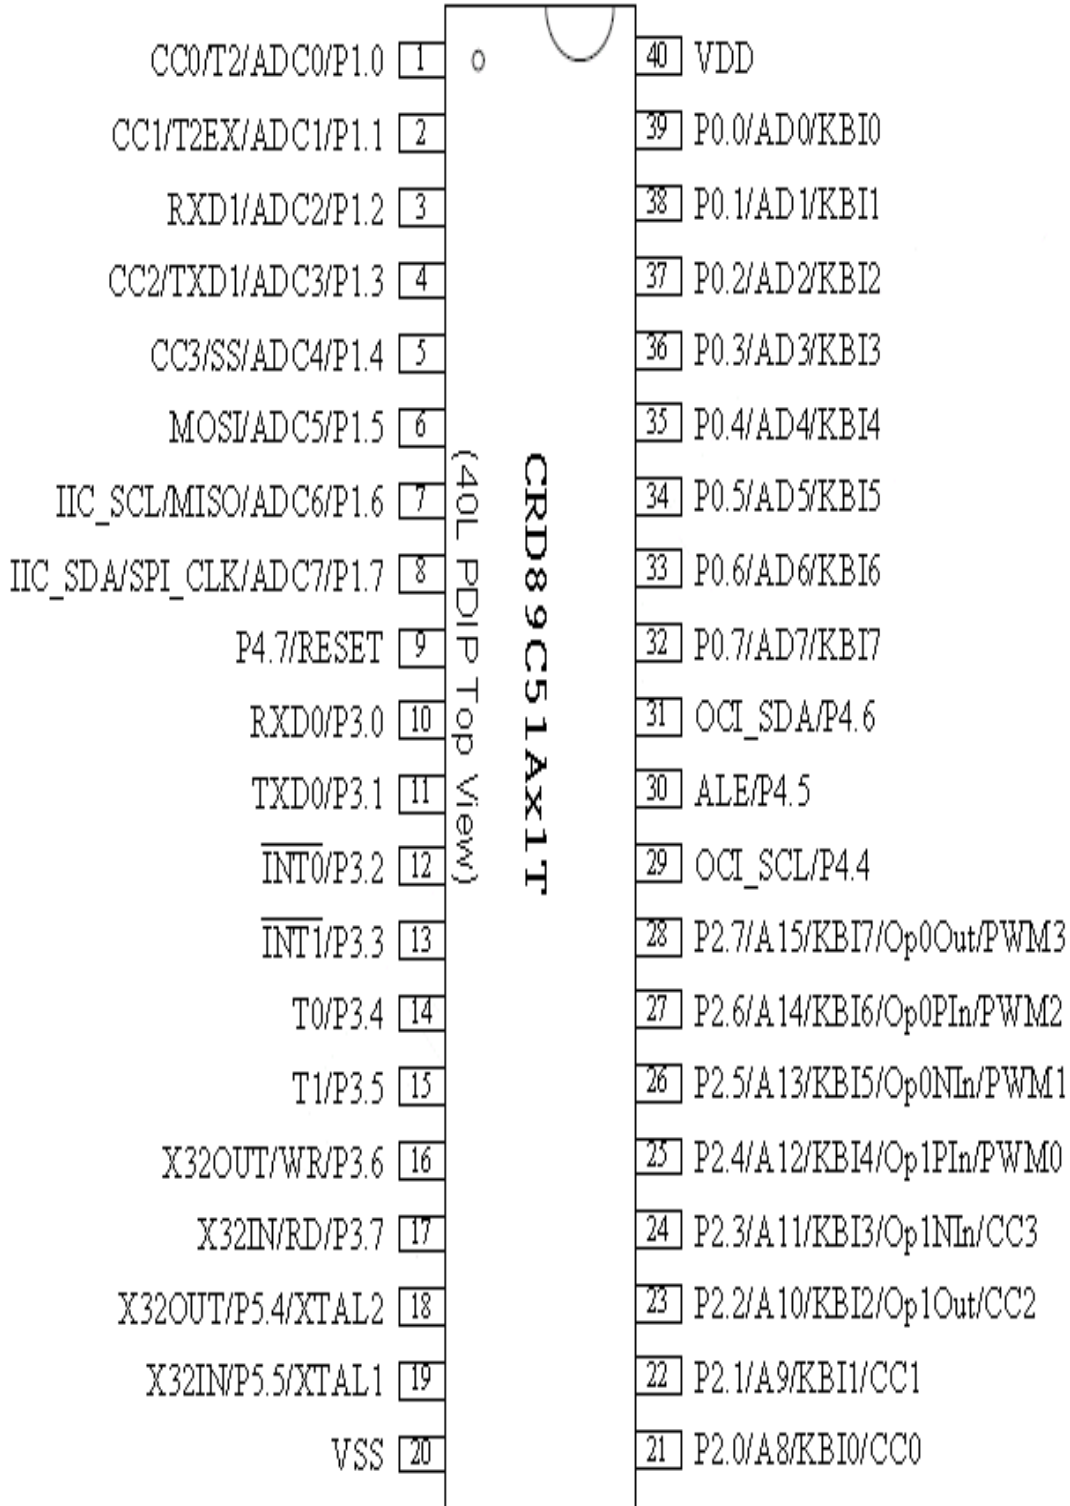 CC0/T2/ADC0/P1.0 1 40 VDD
CC1/T2EX/ADC1/P1.1 2 39 P0.0/AD0/KBI0
RXD1/ADC2/P1.2 3 38 P0.1/AD1/KBI1
CC2/TXD1/ADC3/P1.3 4 37 P0.2/AD2/KBI2
CC3/SS/ADC4/P1.4 5 36 P0.3/AD3/KBI3
MOSI/ADC5/P1.5 6 35 P0.4/AD4/KBI4
IIC_SCL/MISO/ADC6/P1.6 7 34 P0.5/AD5/KBI5
IIC_SDA/SPI_CLK/ADC7/P1.7 8 33 P0.6/AD6/KBI6
P4.7/RESET 9 32 P0.7/AD7/KBI7
RXD0/P3.0 10 31 OCI_SDA/P4.6
TXD0/P3.1 11 30 ALE/P4.5
INT0/P3.2 12 29 OCI_SCL/P4.4
INT1/P3.3 13 28 P2.7/A15/KBI7/Op0Out/PWM3
T0/P3.4 14 27 P2.6/A14/KBI6/Op0PIn/PWM2
T1/P3.5 15 26 P2.5/A13/KBI5/Op0NIn/PWM1
X32OUT/WR/P3.6 16 25 P2.4/A12/KBI4/Op1PIn/PWM0
X32IN/RD/P3.7 17 24 P2.3/A11/KBI3/Op1NIn/CC3
X32OUT/P5.4/XTAL2 18 23 P2.2/A10/KBI2/Op1Out/CC2
X32IN/P5.5/XTAL1 19 22 P2.1/A9/KBI1/CC1
VSS 20 21 P2.0/A8/KBI0/CC0
CRD89C51Ax1T
(40L PDIP Top View)